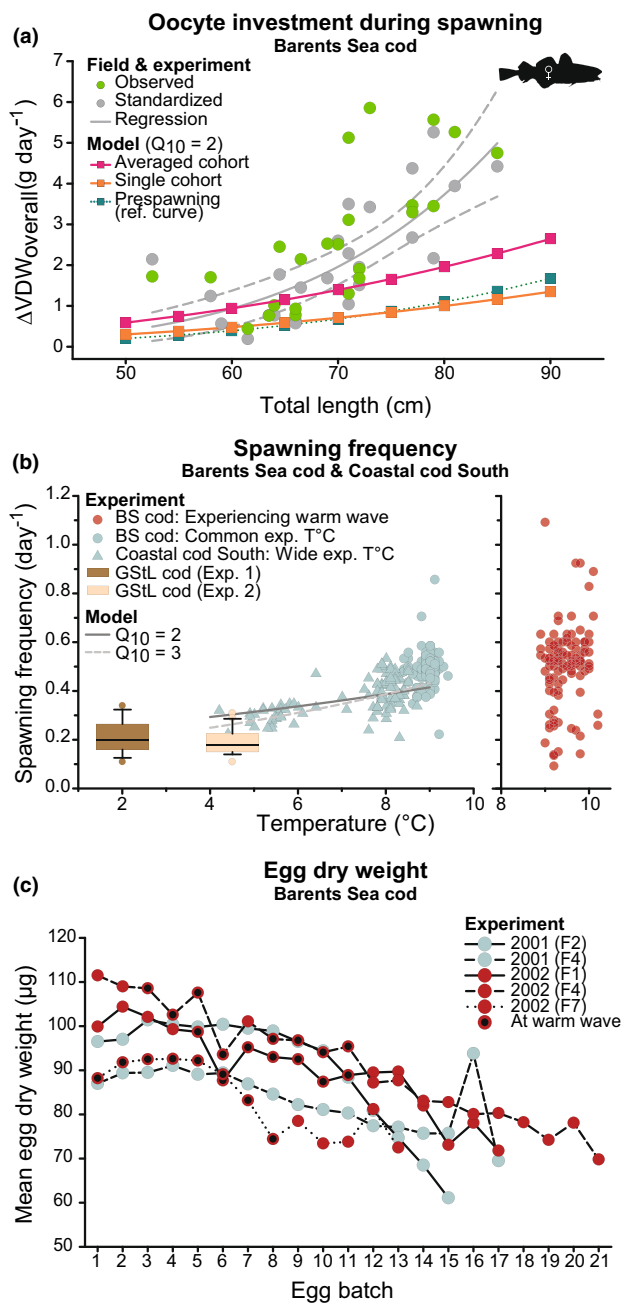 (a)
Oocyte investment during spawning
Barents Sea cod
7
6
5
4
3
2
1
0
ΔVDWoverall (g day⁻¹)
Field & experiment
Observed
Standardized
Regression
Model (Q10 = 2)
Averaged cohort
Single cohort
Prespawning
(ref. curve)
♀
50 60 70 80 90
Total length (cm)
(b)
Spawning frequency
Barents Sea cod & Coastal cod South
1.2
1.0
0.8
0.6
0.4
0.2
0.0
Spawning frequency (day⁻¹)
Experiment
BS cod: Experiencing warm wave
BS cod: Common exp. T°C
Coastal cod South: Wide exp. T°C
GStL cod (Exp. 1)
GStL cod (Exp. 2)
Model
Q10 = 2
Q10 = 3
2 4 6 8 10 8 10
Temperature (°C)
(c)
Egg dry weight
Barents Sea cod
120
110
100
90
80
70
60
50
Mean egg dry weight (µg)
Experiment
2001 (F2)
2001 (F4)
2002 (F1)
2002 (F4)
2002 (F7)
At warm wave
1 2 3 4 5 6 7 8 9 10 11 12 13 14 15 16 17 18 19 20 21
Egg batch